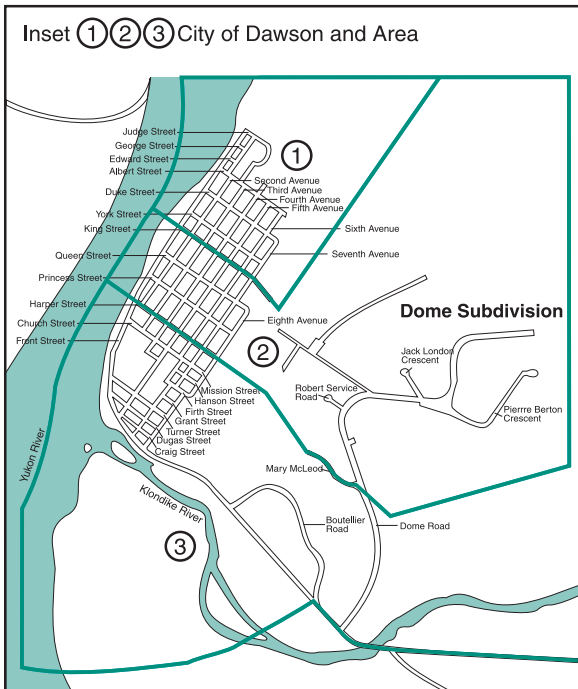 Inset 1 2 3 City of Dawson and Area
Judge Street
George Street
Edward Street
Albert Street
Duke Street
York Street
King Street
Queen Street
Princess Street
Harper Street
Church Street
Front Street
1
Second Avenue
Third Avenue
Fourth Avenue
Fifth Avenue
Sixth Avenue
Seventh Avenue
Eighth Avenue
Dome Subdivision
2
Jack London
Crescent
Robert Service
Road
Pierrre Berton
Crescent
Mission Street
Hanson Street
Firth Street
Grant Street
Turner Street
Dugas Street
Craig Street
Mary McLeod
Yukon River
Klondike River
Boutellier
Road
Dome Road
3